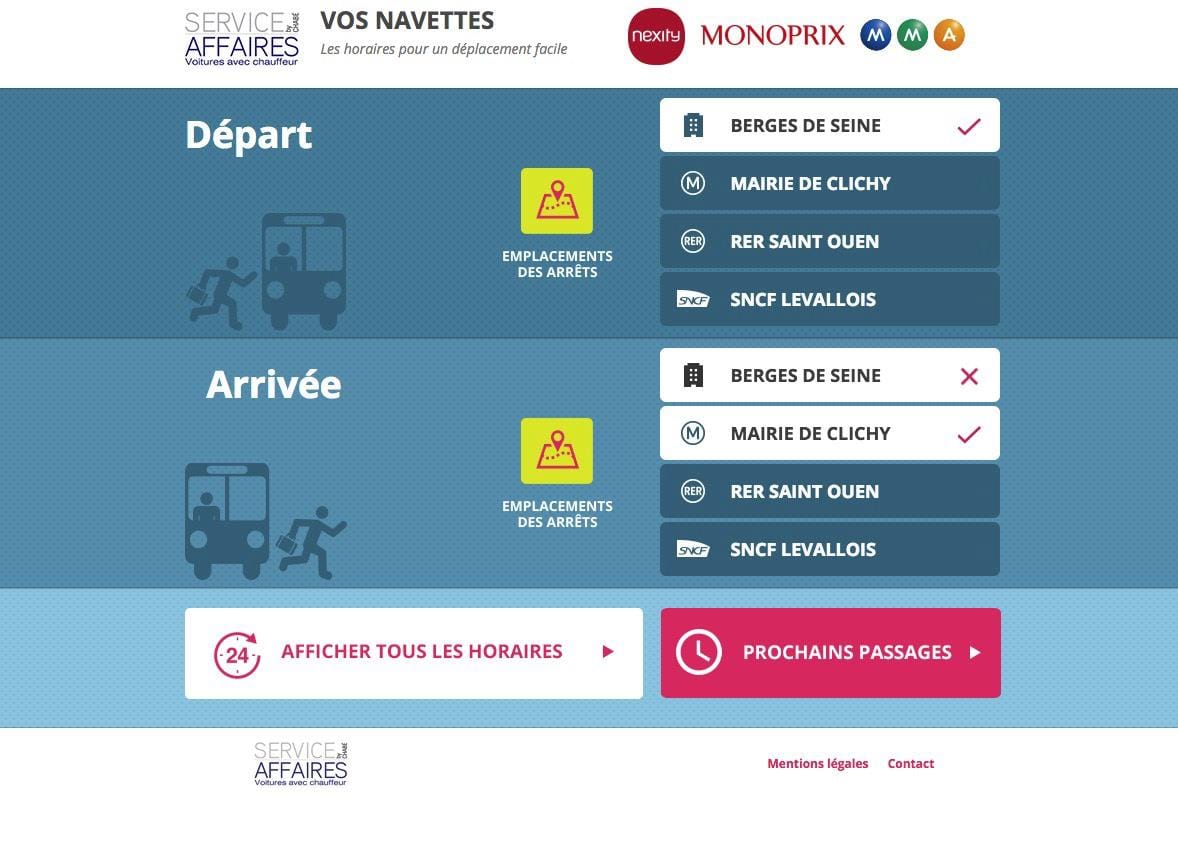 SERVICE by CHABÉ
AFFAIRES
Voitures avec chauffeur
VOS NAVETTES
Les horaires pour un déplacement facile
nexity
MONOPRIX
M M A
Départ
EMPLACEMENTS
DES ARRÊTS
BERGES DE SEINE
M MAIRIE DE CLICHY
RER RER SAINT OUEN
SNCF SNCF LEVALLOIS
Arrivée
EMPLACEMENTS
DES ARRÊTS
BERGES DE SEINE
M MAIRIE DE CLICHY
RER RER SAINT OUEN
SNCF SNCF LEVALLOIS
24 AFFICHER TOUS LES HORAIRES
PROCHAINS PASSAGES
SERVICE by CHABÉ
AFFAIRES
Voitures avec chauffeur
Mentions légales Contact